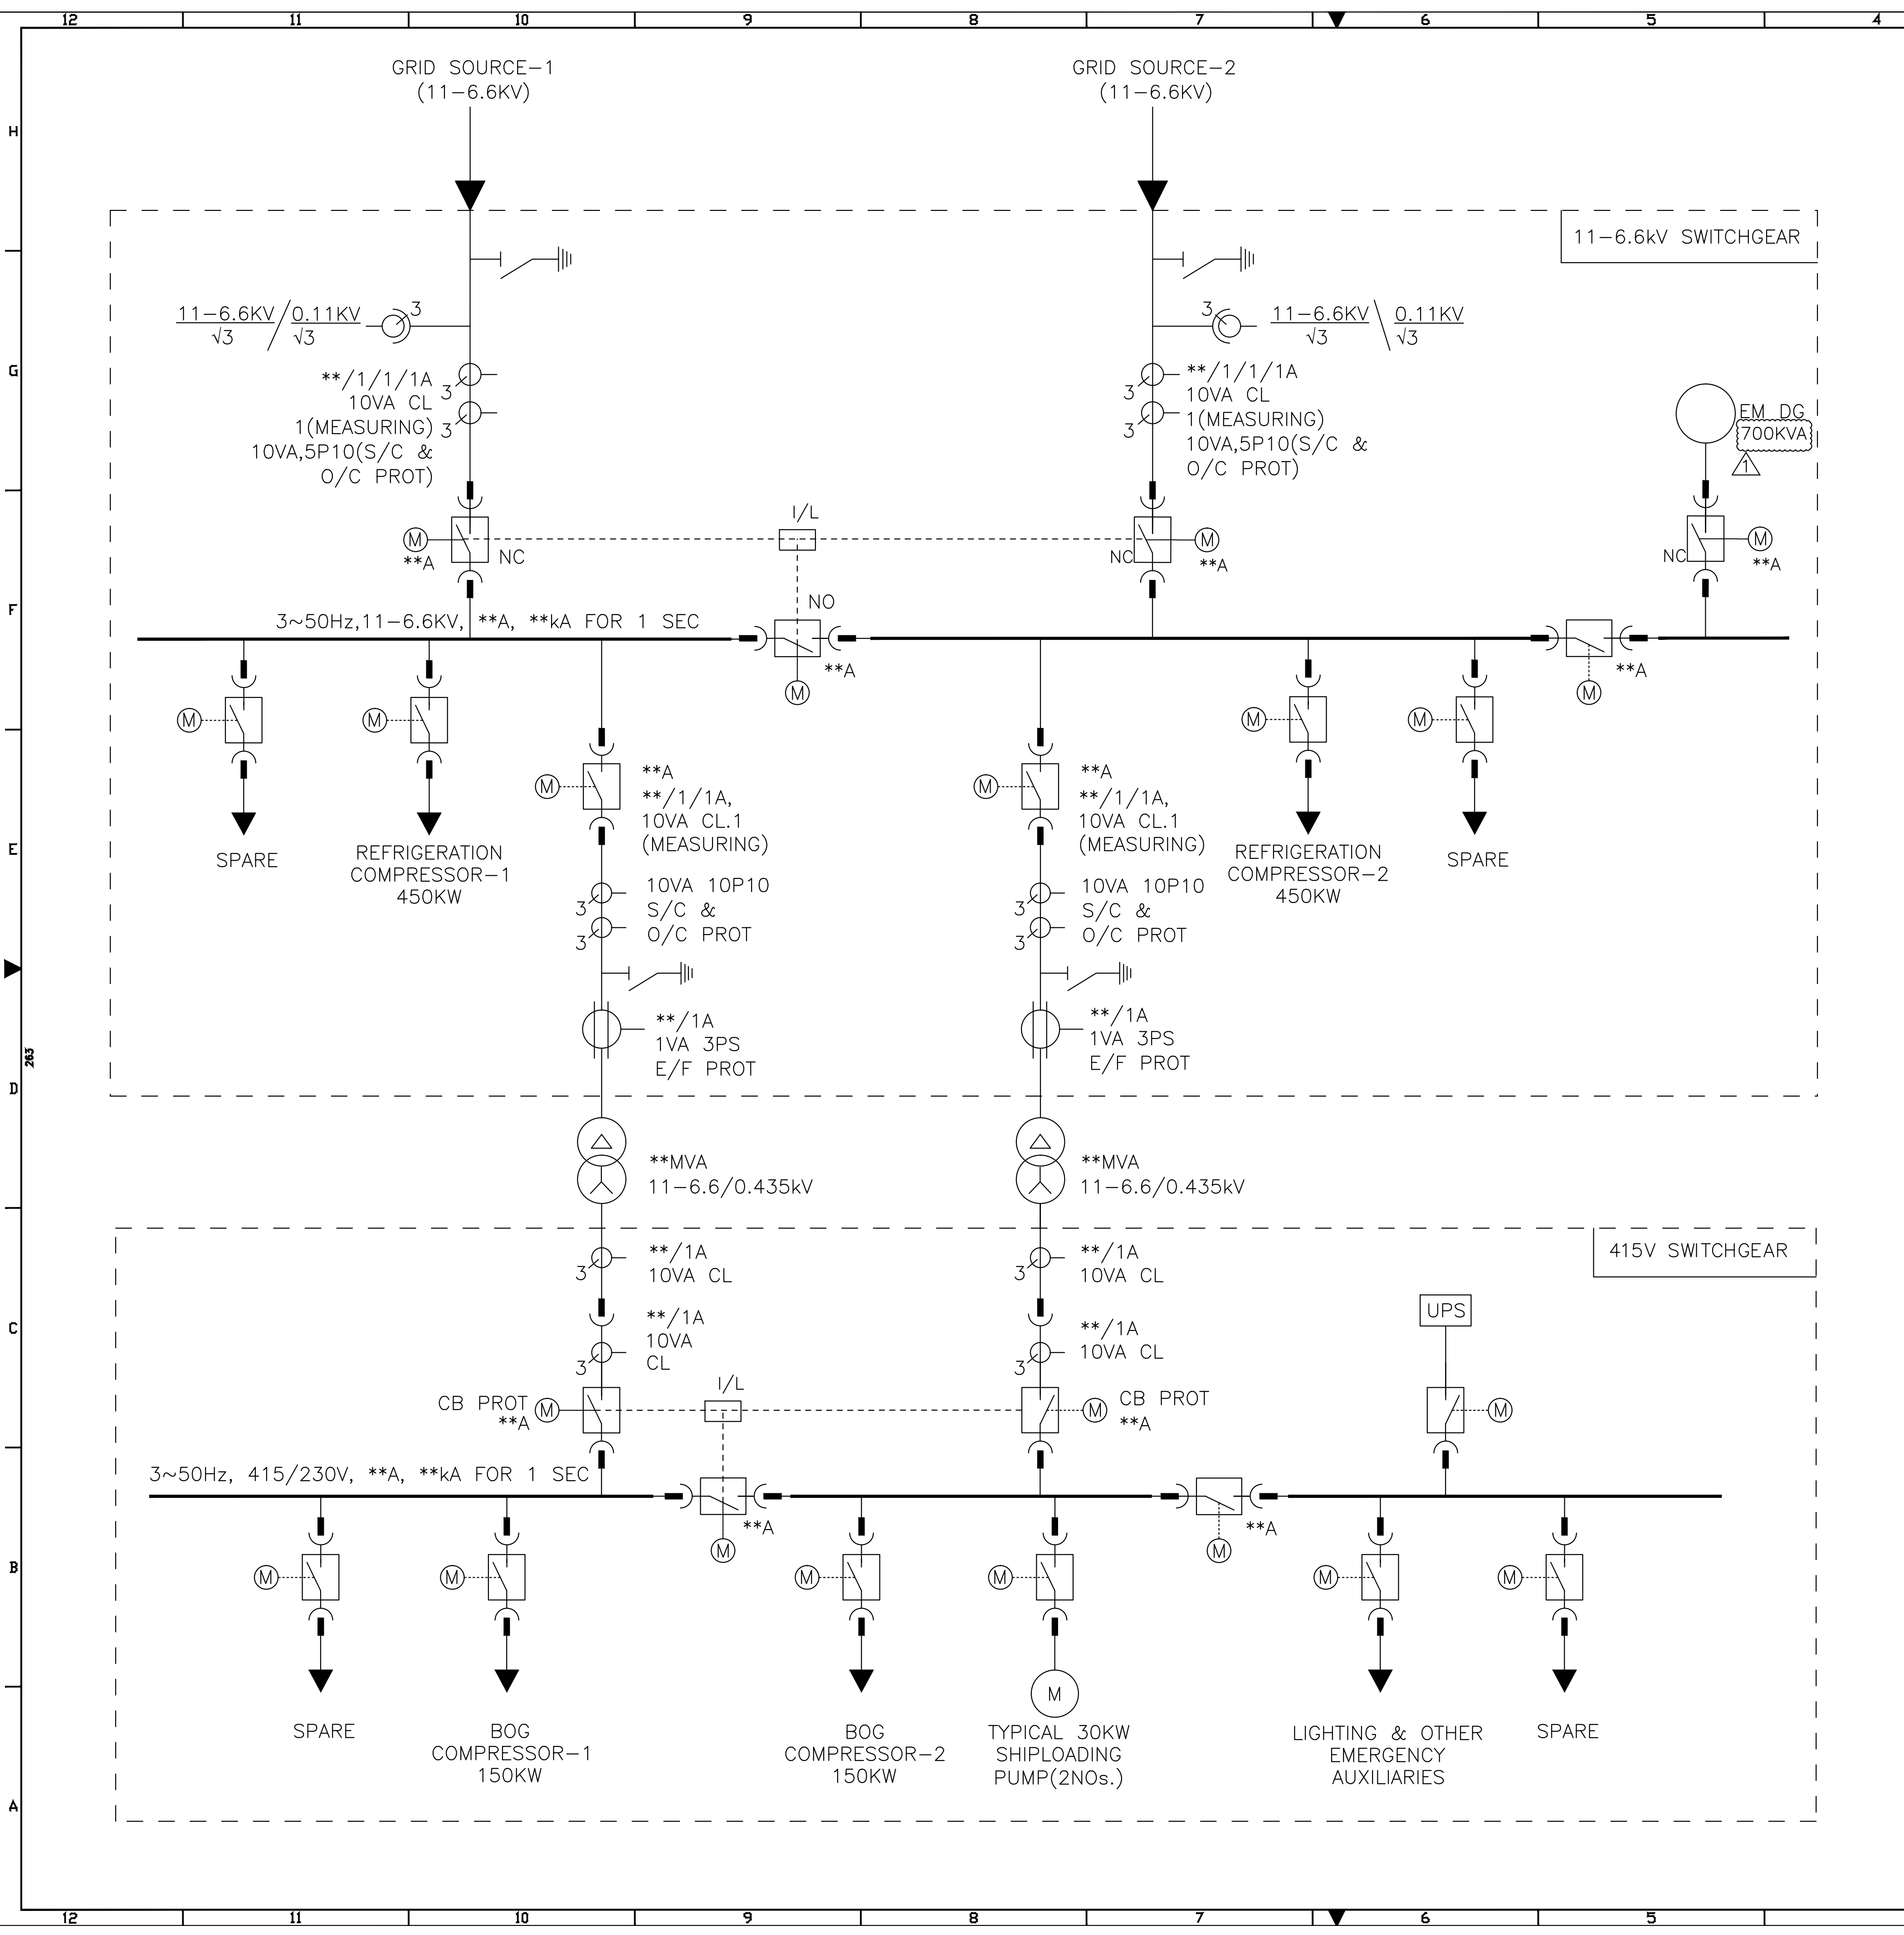 12 11 10 9 8 7 6 5 4
GRID SOURCE-1
(11-6.6KV)
GRID SOURCE-2
(11-6.6KV)
H
11-6.6kV SWITCHGEAR
11-6.6KV/0.11KV
√3 √3
3
3
11-6.6KV\0.11KV
√3 √3
G
**/1/1/1A
10VA CL
1(MEASURING)
10VA,5P10(S/C &
O/C PROT)
3
3
**/1/1/1A
10VA CL
1(MEASURING)
10VA,5P10(S/C &
O/C PROT)
3
3
EM DG
700KVA
1
I/L
M
**A
NC
NC
M
**A
NC
M
**A
F
NO
3~50Hz,11-6.6KV, **A, **kA FOR 1 SEC
**A
M
**A
M
M
M
M
M
M
**A
**/1/1A,
10VA CL.1
(MEASURING)
M
**A
**/1/1A,
10VA CL.1
(MEASURING)
E
SPARE
REFRIGERATION
COMPRESSOR-1
450KW
REFRIGERATION
COMPRESSOR-2
450KW
SPARE
3
3
10VA 10P10
S/C &
O/C PROT
3
3
10VA 10P10
S/C &
O/C PROT
**/1A
1VA 3PS
E/F PROT
**/1A
1VA 3PS
E/F PROT
263
D
**MVA
11-6.6/0.435kV
**MVA
11-6.6/0.435kV
415V SWITCHGEAR
3
**/1A
10VA CL
3
**/1A
10VA CL
UPS
C
3
**/1A
10VA
CL
3
**/1A
10VA CL
CB PROT
**A
M
I/L
M
CB PROT
**A
M
3~50Hz, 415/230V, **A, **kA FOR 1 SEC
**A
M
**A
M
B
M
M
M
M
M
M
M
SPARE
BOG
COMPRESSOR-1
150KW
BOG
COMPRESSOR-2
150KW
TYPICAL 30KW
SHIPLOADING
PUMP(2NOs.)
LIGHTING & OTHER
EMERGENCY
AUXILIARIES
SPARE
A
12 11 10 9 8 7 6 5